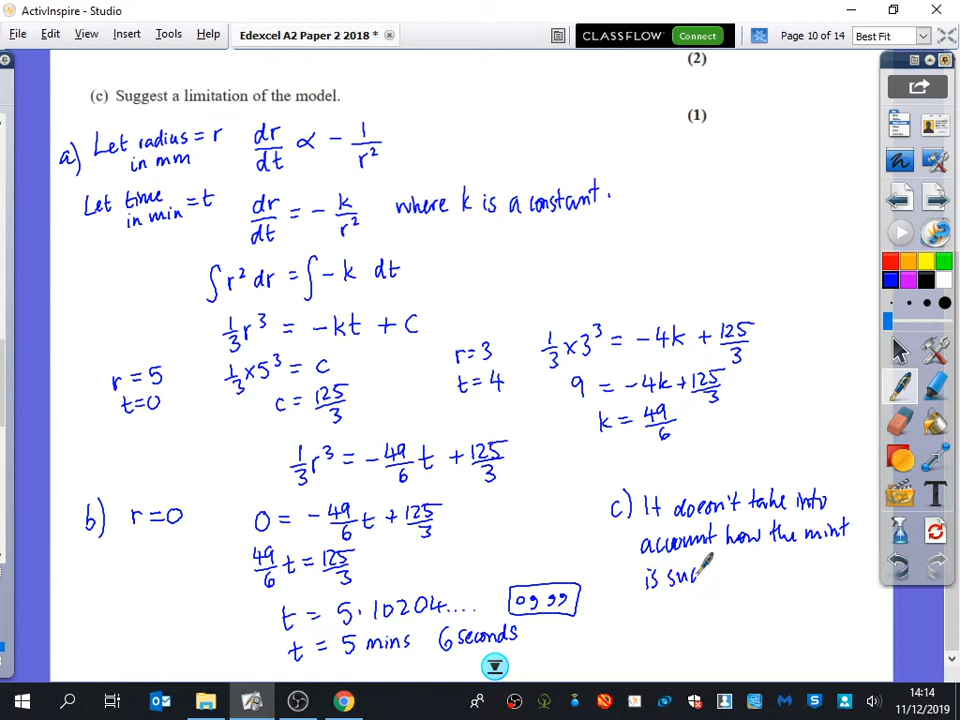 ActivInspire - Studio
File Edit View Insert Tools Help
Edexcel A2 Paper 2 2018 *
CLASSFLOW Connect
Page 10 of 14
Best Fit
(2)
(c) Suggest a limitation of the model.
(1)
a) Let radius = r in mm
dr/dt ∝ - 1/r²
Let time in min = t
dr/dt = - k/r² where k is a constant.
∫ r² dr = ∫ - k dt
1/3 r³ = -kt + C
r = 5
t = 0
1/3 × 5³ = c
c = 125/3
r = 3
t = 4
1/3 × 3³ = -4k + 125/3
9 = -4k + 125/3
k = 49/6
1/3 r³ = - 49/6 t + 125/3
b) r = 0
0 = - 49/6 t + 125/3
49/6 t = 125/3
t = 5.10204....
t = 5 mins 6 seconds
c) It doesn't take into
account how the mint
is suc
T
14:14
11/12/2019